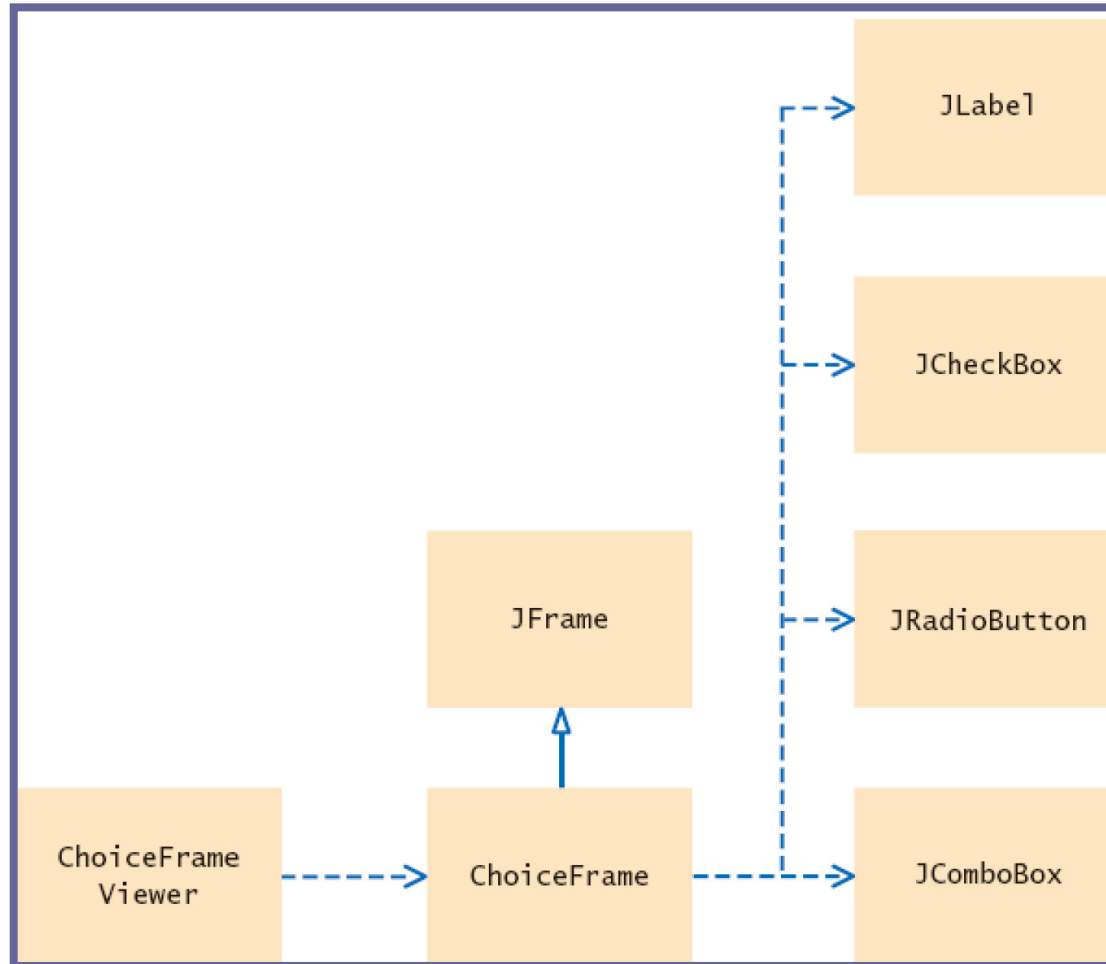 JLabel
JCheckBox
JFrame
JRadioButton
ChoiceFrame
Viewer
ChoiceFrame
JComboBox